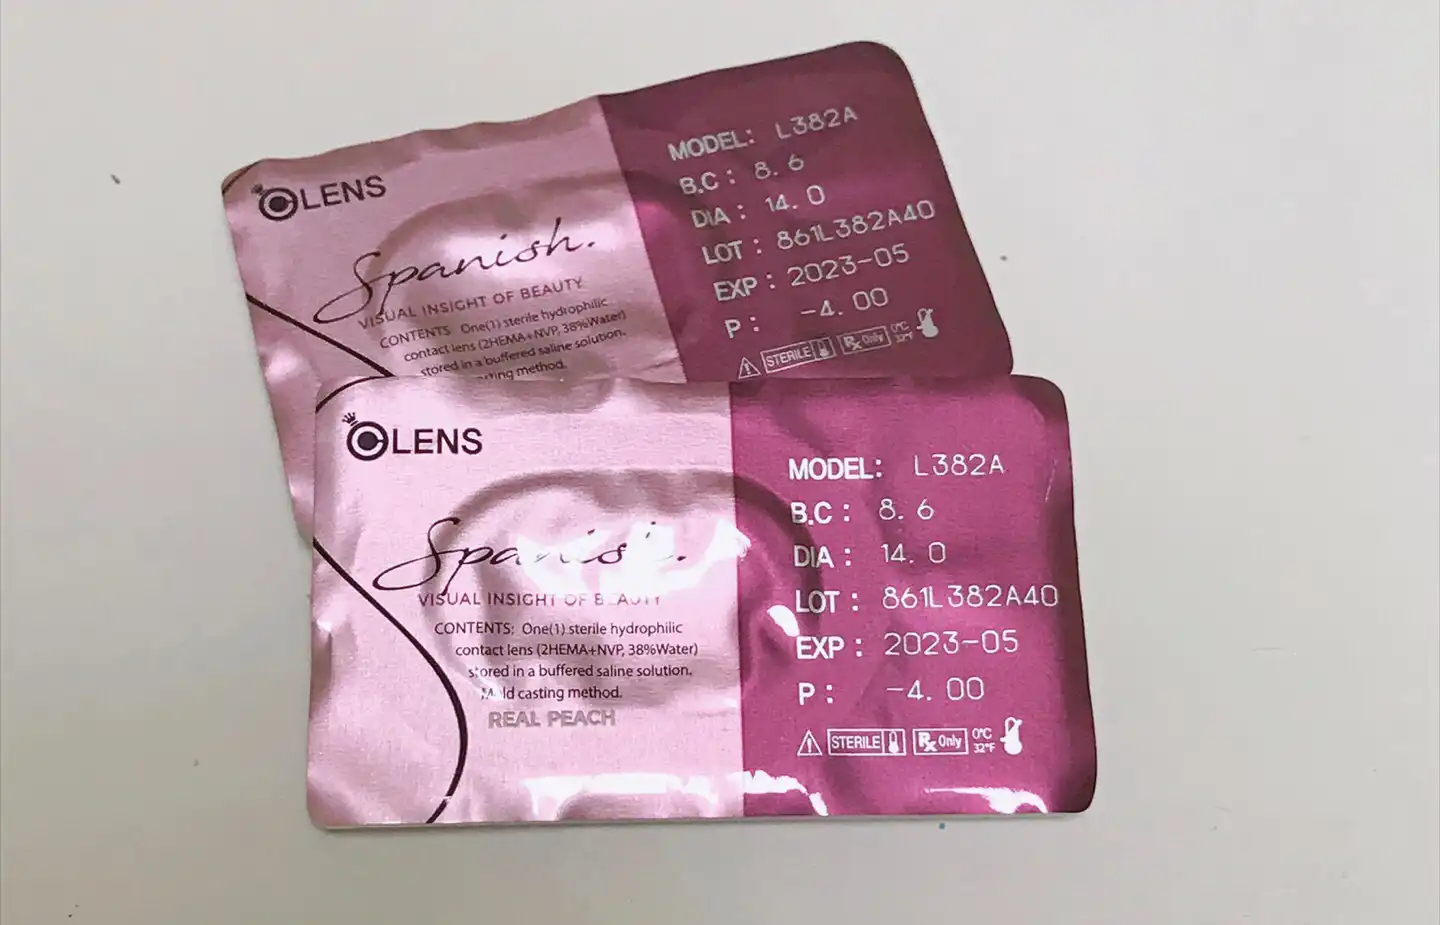 OLENS
Spanish.
VISUAL INSIGHT OF BEAUTY
CONTENTS: One(1) sterile hydrophilic
contact lens (2HEMA+NVP, 38%Water)
stored in a buffered saline solution.
casting method.
MODEL: L382A
B.C : 8. 6
DIA : 14. 0
LOT : 861L382A40
EXP : 2023-05
P : -4. 00
STERILE
Rx Only
0°C
32°F
OLENS
Spanish.
VISUAL INSIGHT OF BEAUTY
CONTENTS: One(1) sterile hydrophilic
contact lens (2HEMA+NVP, 38%Water)
stored in a buffered saline solution.
Mold casting method.
REAL PEACH
MODEL: L382A
B.C : 8. 6
DIA : 14. 0
LOT : 861L382A40
EXP : 2023-05
P : -4. 00
STERILE
Rx Only
0°C
32°F